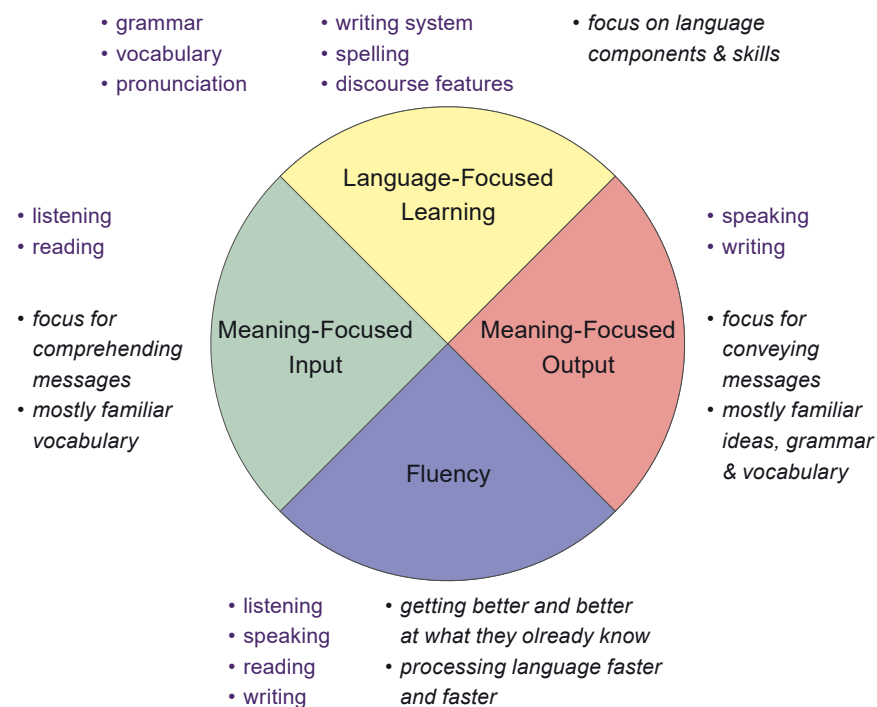 • grammar
• vocabulary
• pronunciation
• writing system
• spelling
• discourse features
• focus on language
components & skills
Language-Focused
Learning
• listening
• reading
• focus for
comprehending
messages
• mostly familiar
vocabulary
Meaning-Focused
Input
Meaning-Focused
Output
• speaking
• writing
• focus for
conveying
messages
• mostly familiar
ideas, grammar
& vocabulary
Fluency
• listening
• speaking
• reading
• writing
• getting better and better
at what they olready know
• processing language faster
and faster